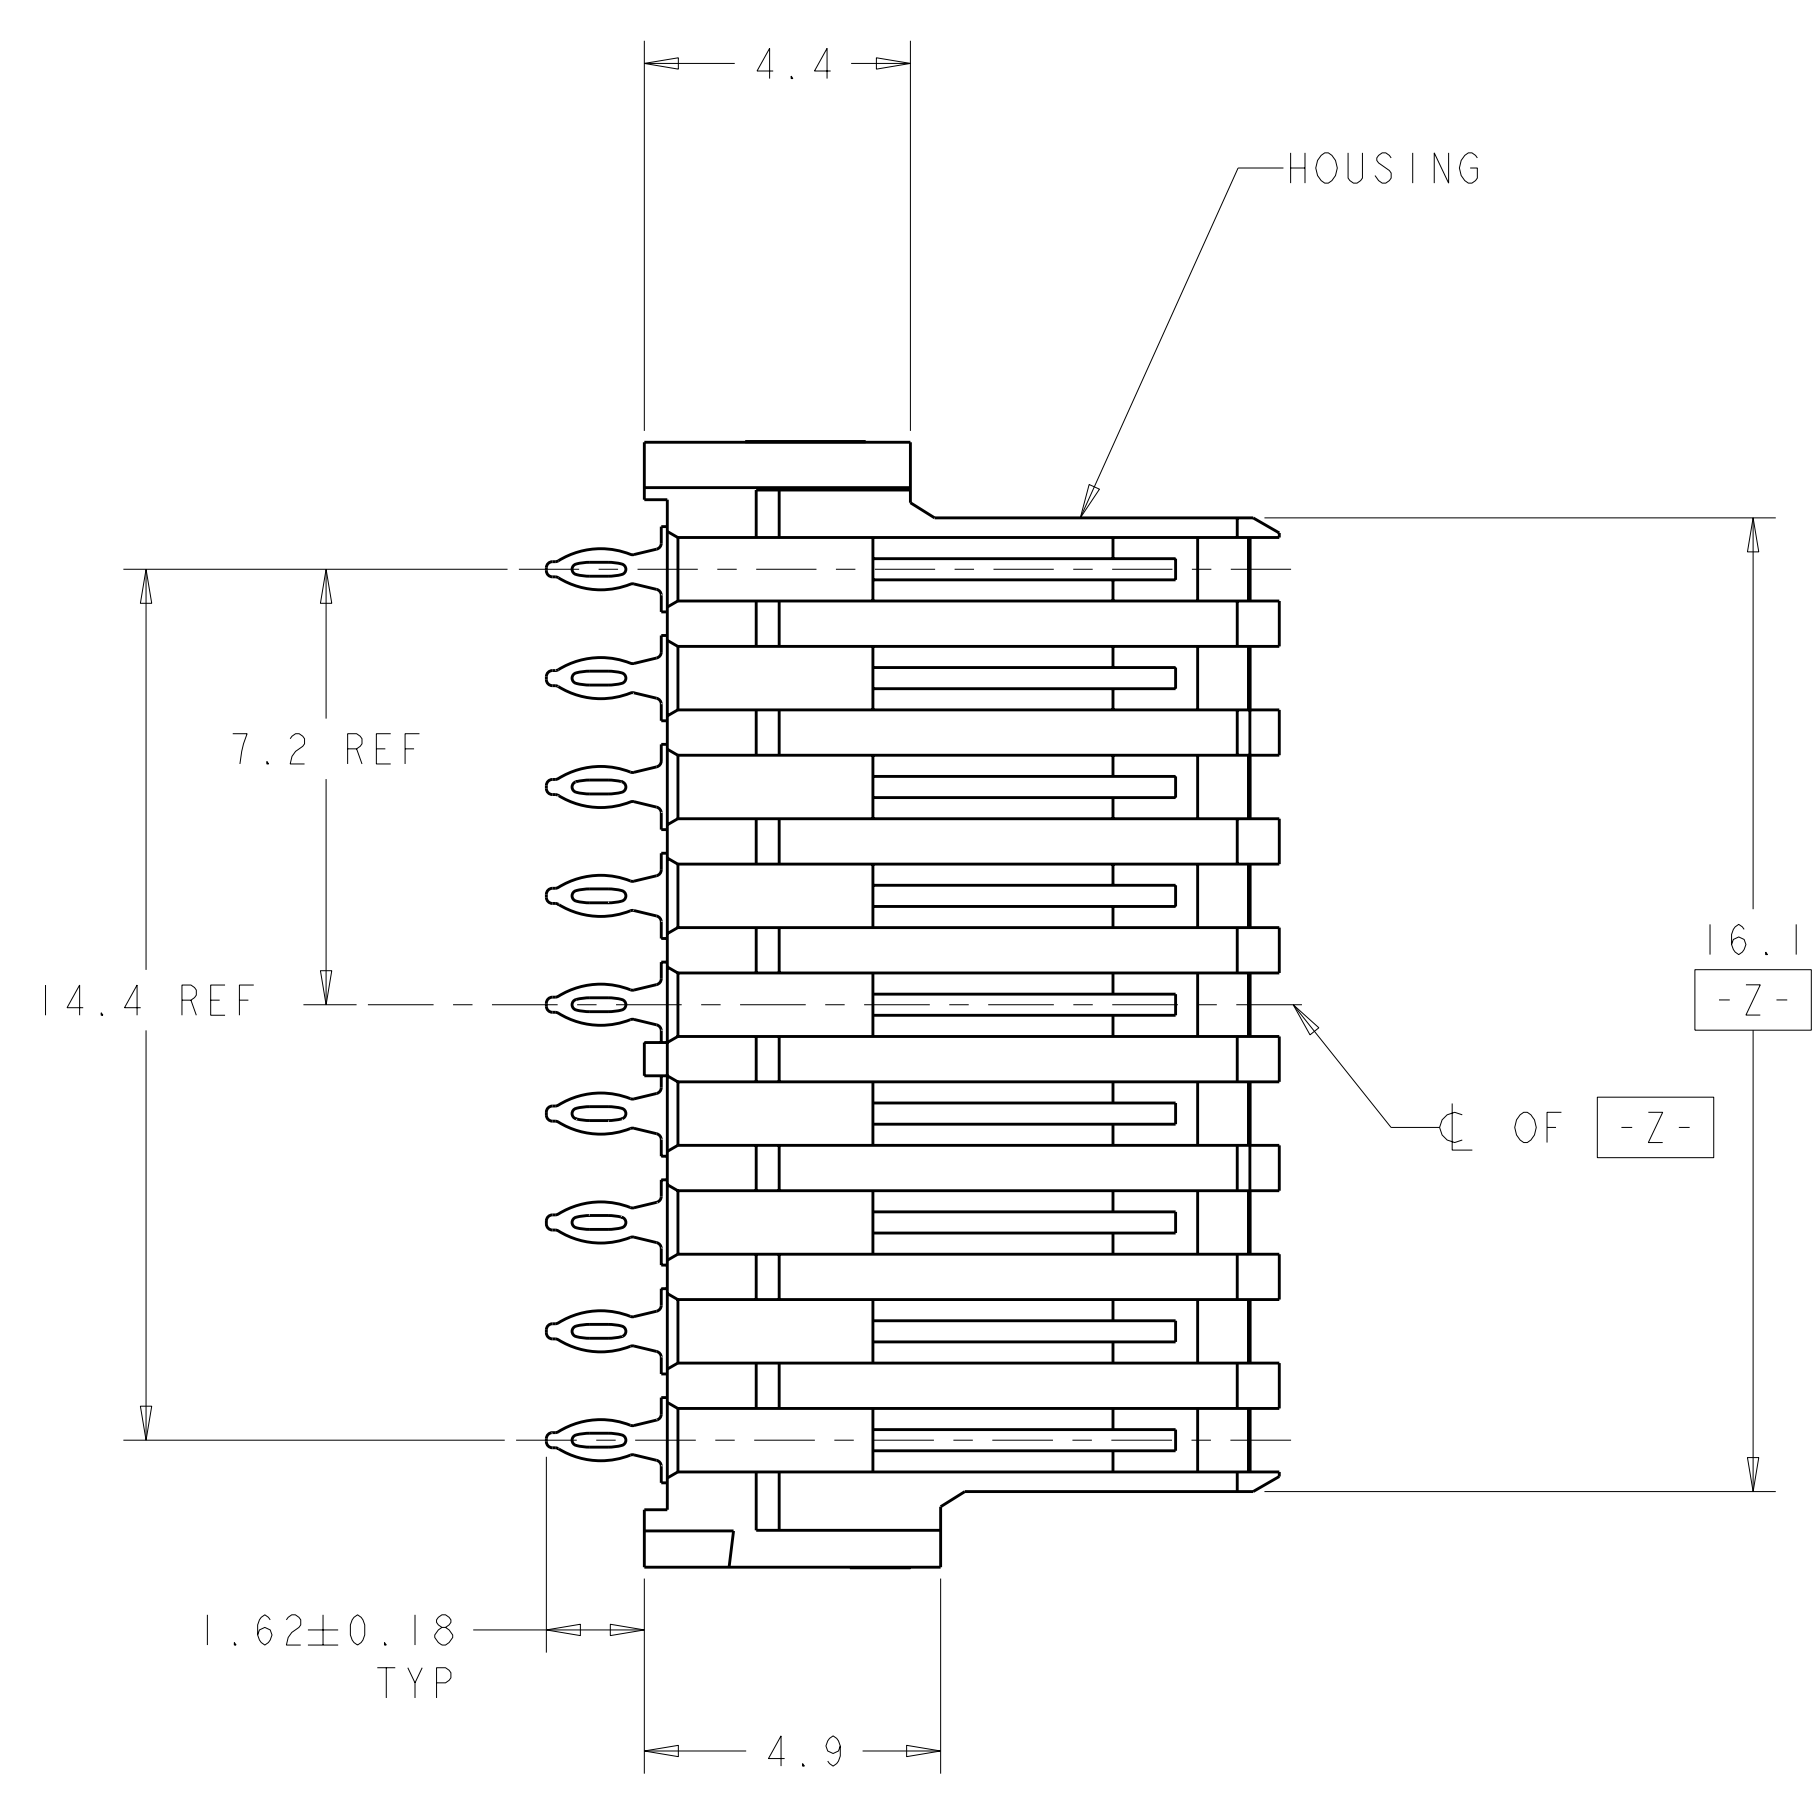 4.4
HOUSING
7.2 REF
16.1
-Z-
14.4 REF
℄ OF -Z-
1.62±0.18
TYP
4.9